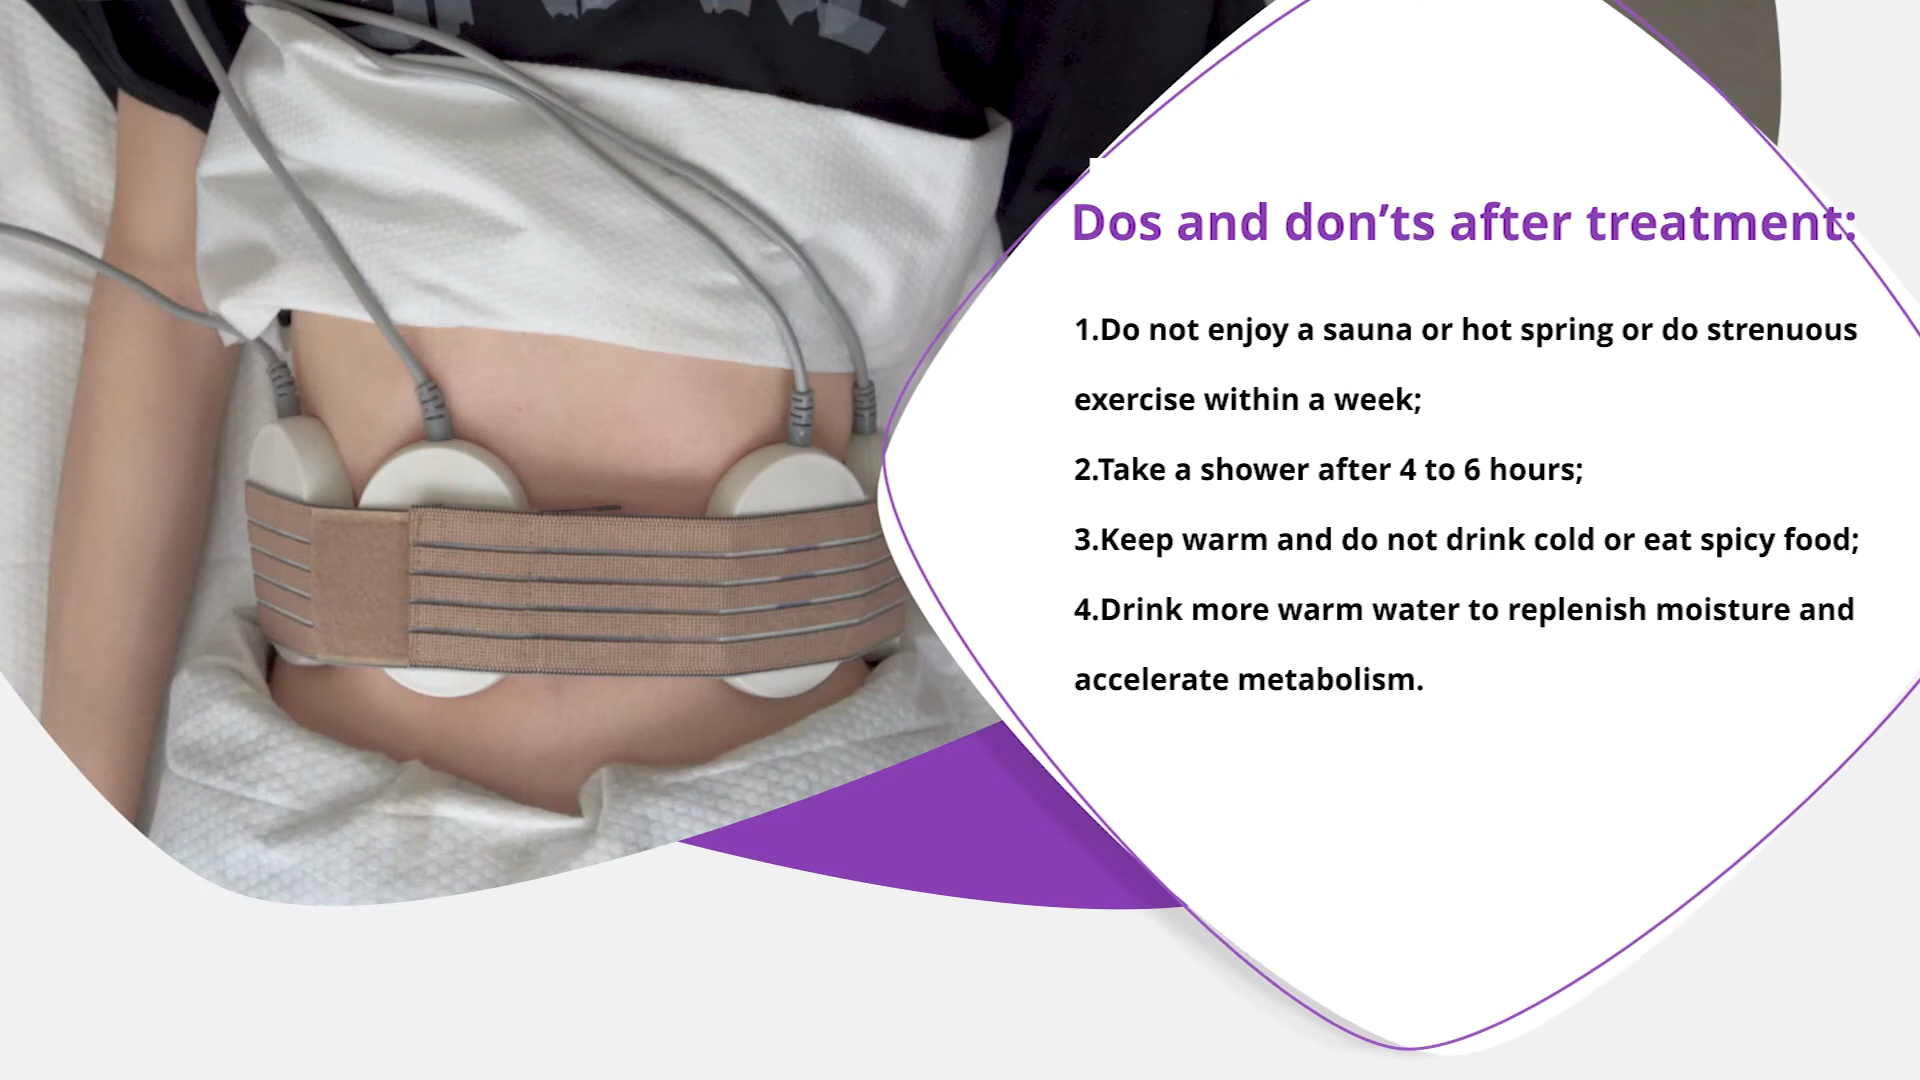 Dos and don’ts after treatment:
1.Do not enjoy a sauna or hot spring or do strenuous
exercise within a week;
2.Take a shower after 4 to 6 hours;
3.Keep warm and do not drink cold or eat spicy food;
4.Drink more warm water to replenish moisture and
accelerate metabolism.